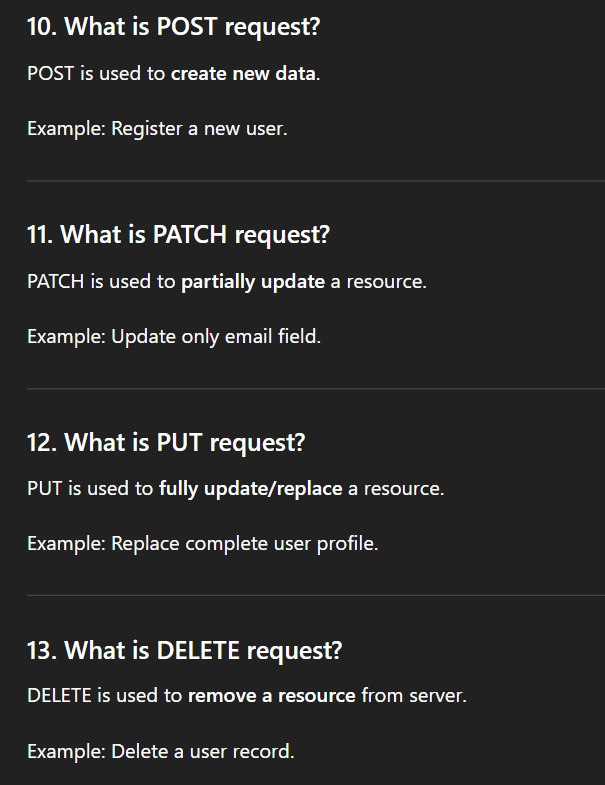 10. What is POST request?
POST is used to create new data.
Example: Register a new user.
11. What is PATCH request?
PATCH is used to partially update a resource.
Example: Update only email field.
12. What is PUT request?
PUT is used to fully update/replace a resource.
Example: Replace complete user profile.
13. What is DELETE request?
DELETE is used to remove a resource from server.
Example: Delete a user record.